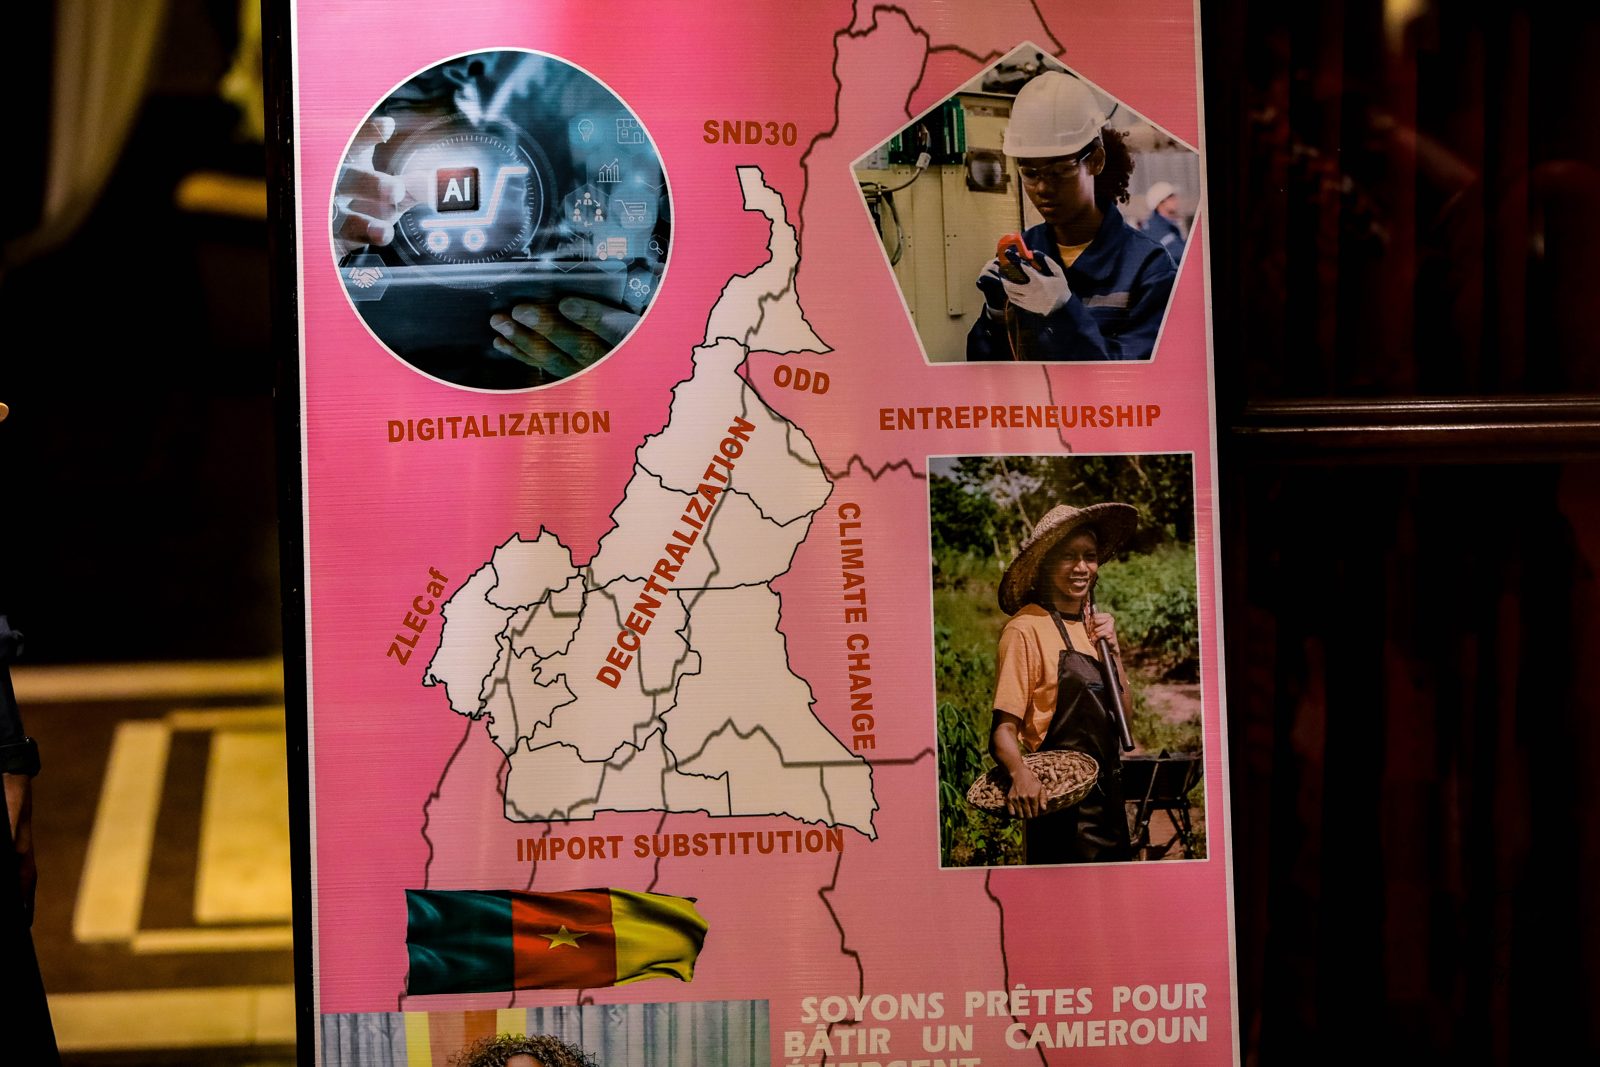 SND30
AI
ODD
DIGITALIZATION
ENTREPRENEURSHIP
DECENTRALIZATION
CLIMATE CHANGE
ZLECaf
IMPORT SUBSTITUTION
SOYONS PRÊTES POUR
BÂTIR UN CAMEROUN